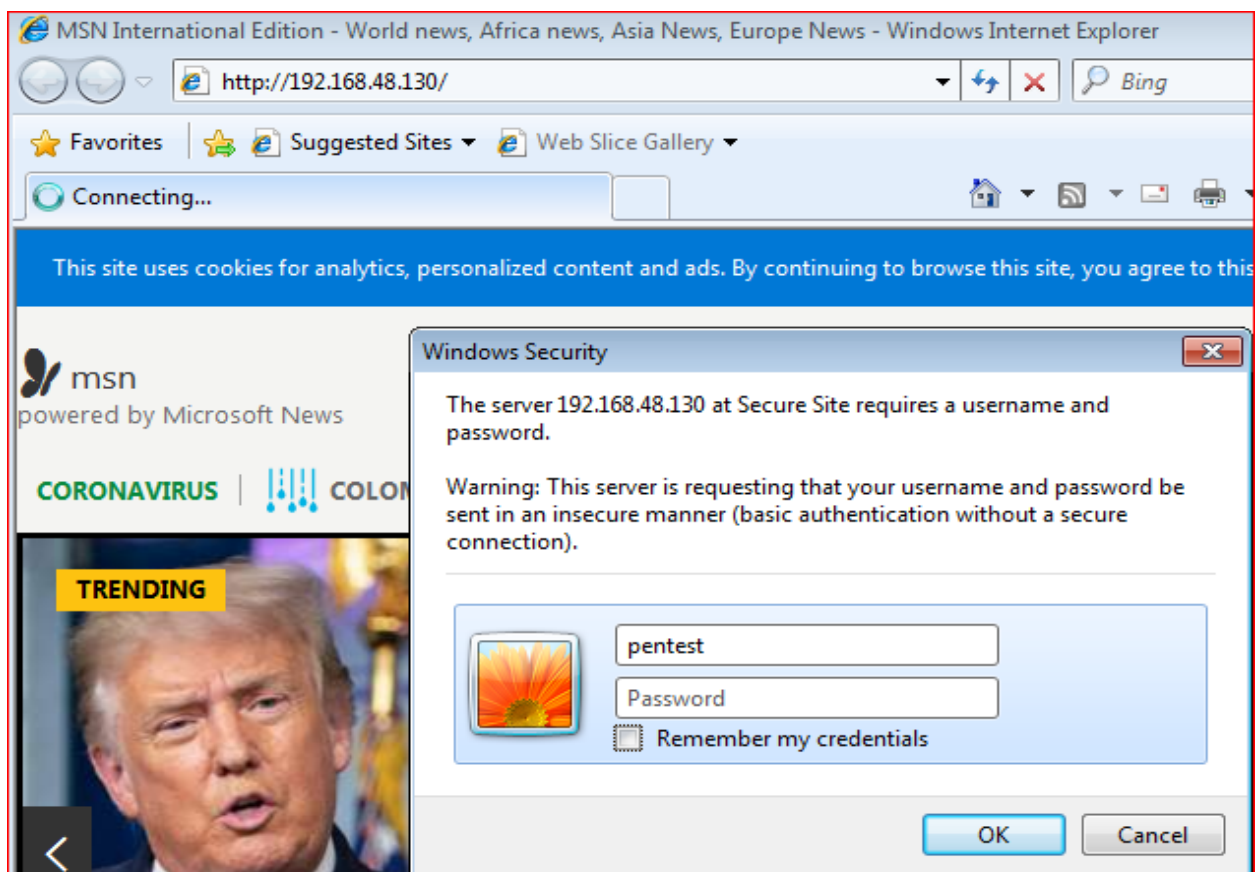 MSN International Edition - World news, Africa news, Asia News, Europe News - Windows Internet Explorer
http://192.168.48.130/
Bing
Favorites
Suggested Sites
Web Slice Gallery
Connecting...
This site uses cookies for analytics, personalized content and ads. By continuing to browse this site, you agree to this
msn
powered by Microsoft News
CORONAVIRUS
TRENDING
Windows Security
The server 192.168.48.130 at Secure Site requires a username and
password.
Warning: This server is requesting that your username and password be
sent in an insecure manner (basic authentication without a secure
connection).
pentest
Password
Remember my credentials
OK
Cancel